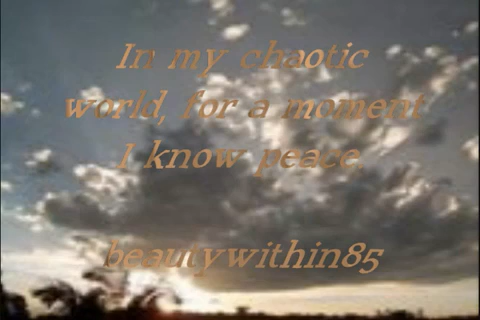 In my chaotic
world, for a moment
I know peace.
beautywithin85